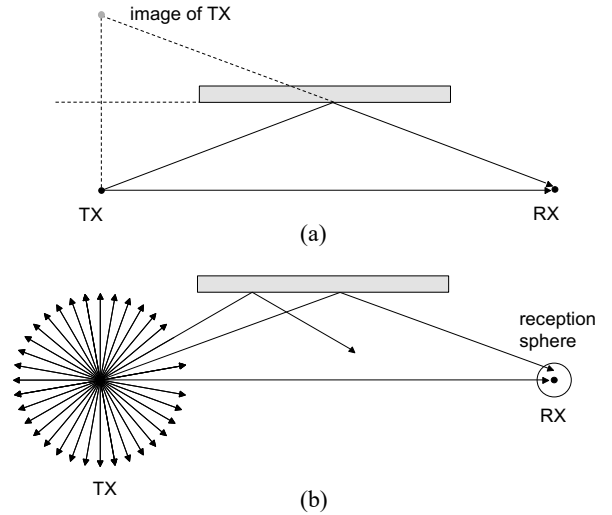 image of TX
TX
RX
(a)
reception
sphere
RX
TX
(b)